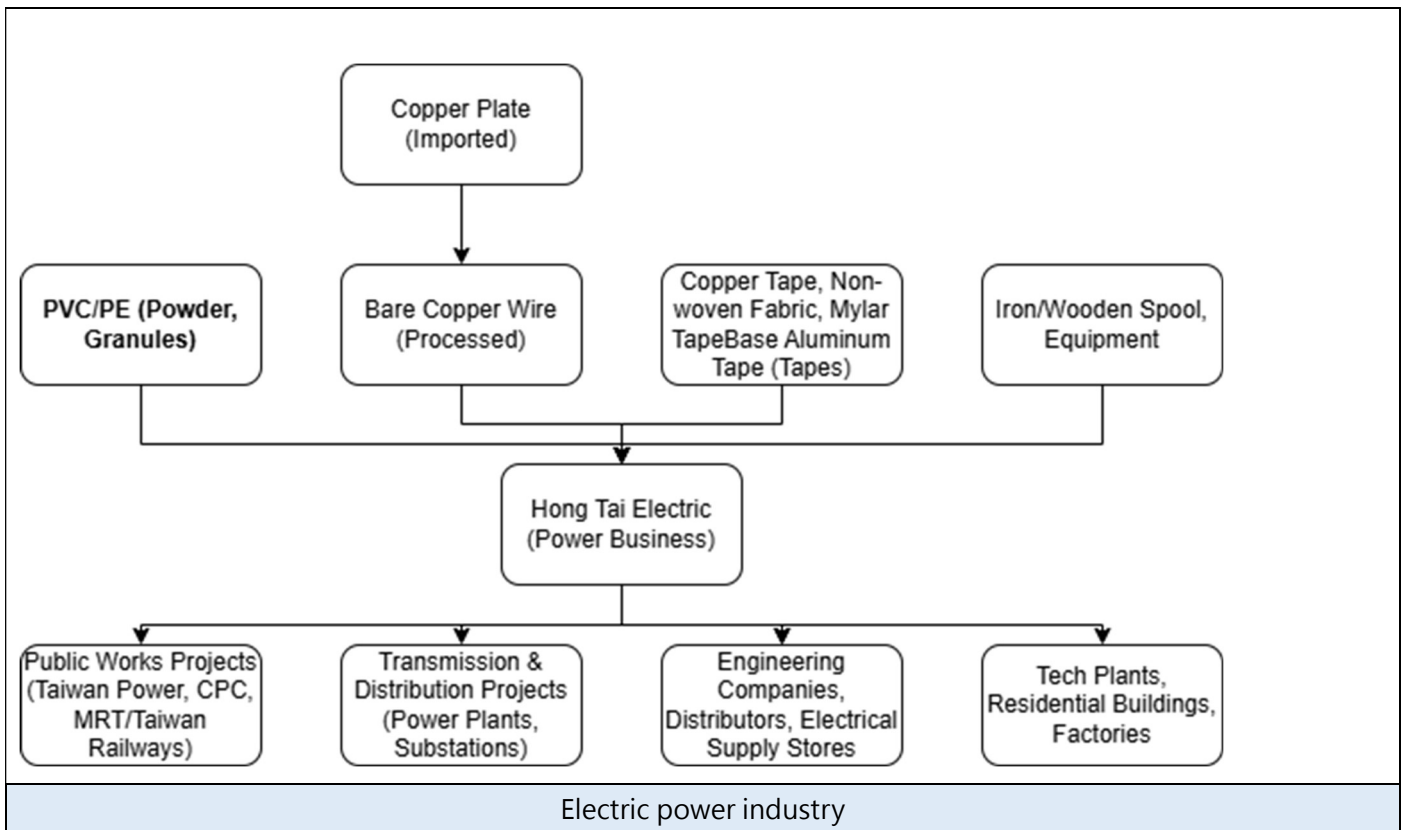 Copper Plate
(Imported)
PVC/PE (Powder,
Granules)
Bare Copper Wire
(Processed)
Copper Tape, Non-
woven Fabric, Mylar
TapeBase Aluminum
Tape (Tapes)
Iron/Wooden Spool,
Equipment
Hong Tai Electric
(Power Business)
Public Works Projects
(Taiwan Power, CPC,
MRT/Taiwan
Railways)
Transmission &
Distribution Projects
(Power Plants,
Substations)
Engineering
Companies,
Distributors, Electrical
Supply Stores
Tech Plants,
Residential Buildings,
Factories
Electric power industry